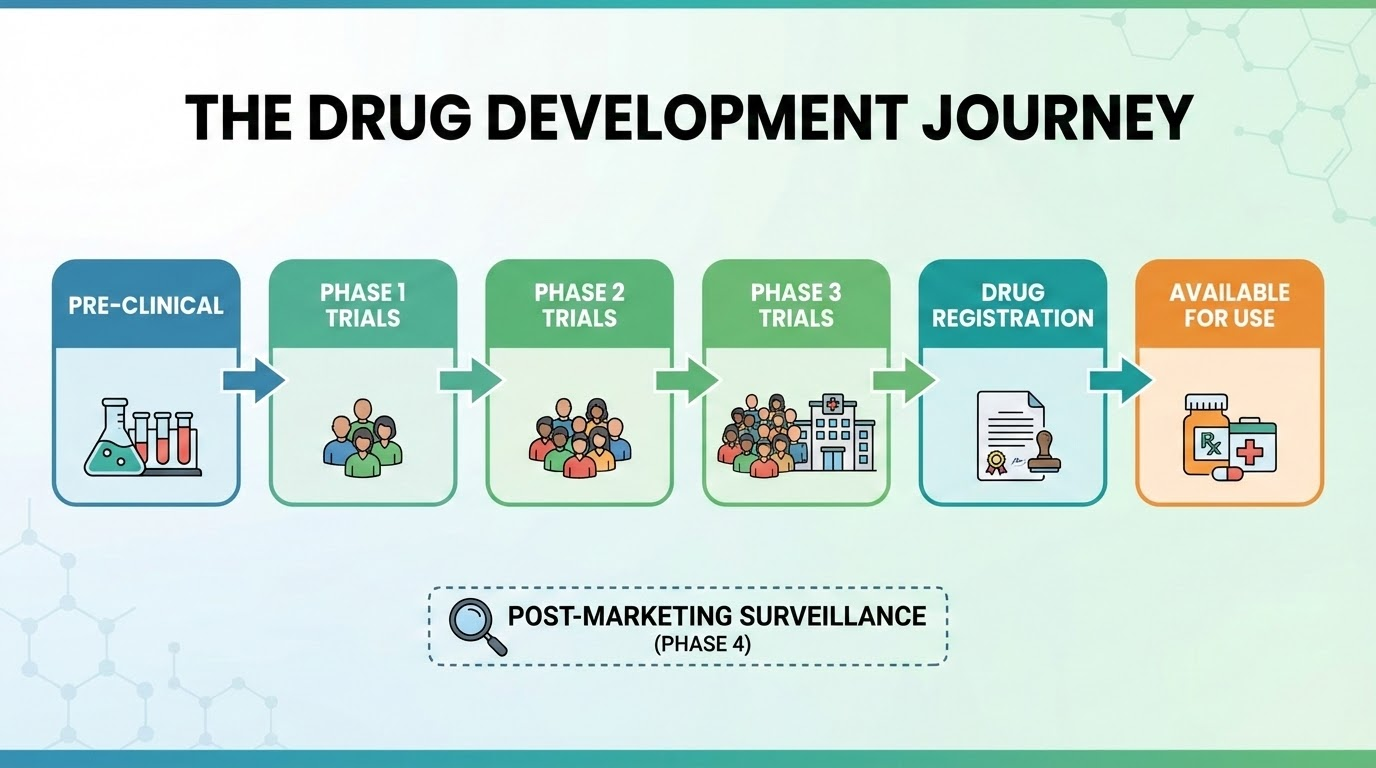 THE DRUG DEVELOPMENT JOURNEY
PRE-CLINICAL
PHASE 1
TRIALS
PHASE 2
TRIALS
PHASE 3
TRIALS
DRUG
REGISTRATION
AVAILABLE
FOR USE
Rx
POST-MARKETING SURVEILLANCE
(PHASE 4)